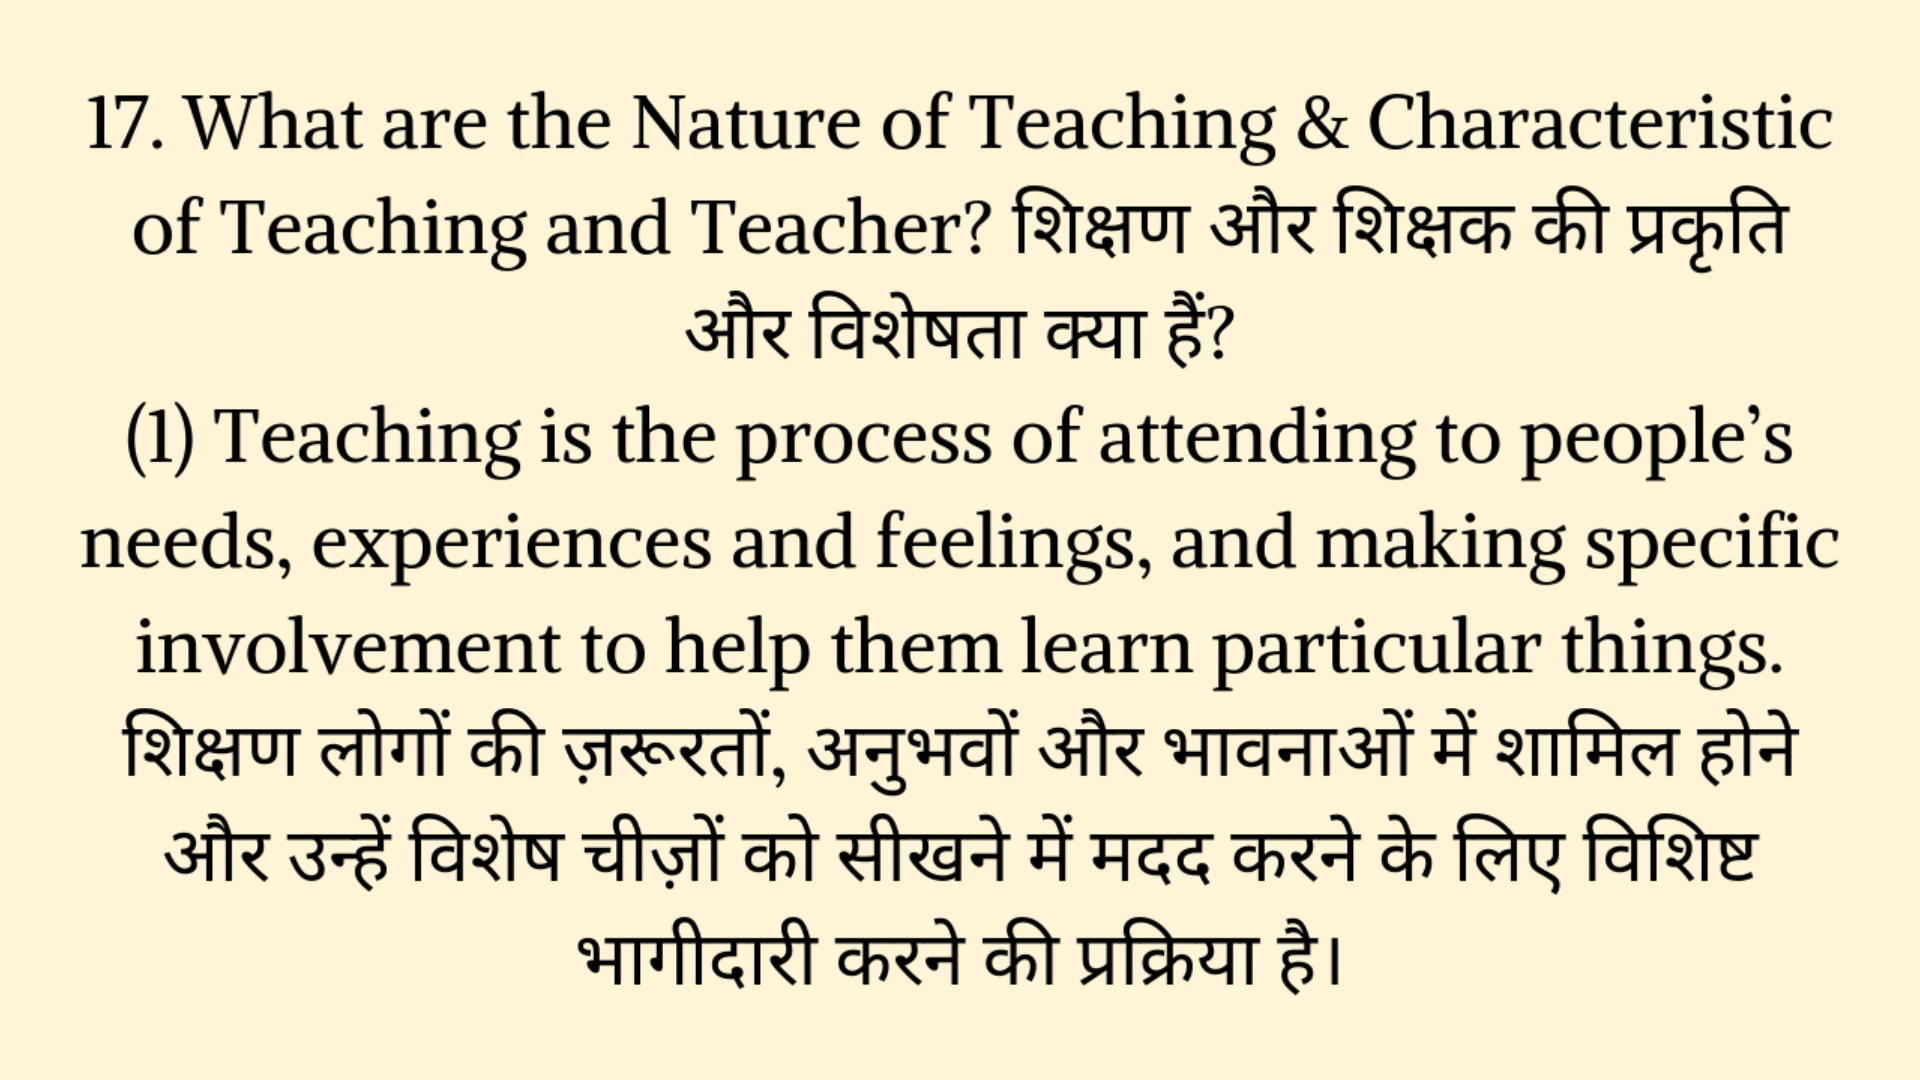 17. What are the Nature of Teaching & Characteristic
of Teaching and Teacher? शिक्षण और शिक्षक की प्रकृति
और विशेषता क्या हैं?
(1) Teaching is the process of attending to people’s
needs, experiences and feelings, and making specific
involvement to help them learn particular things.
शिक्षण लोगों की ज़रूरतों, अनुभवों और भावनाओं में शामिल होने
और उन्हें विशेष चीज़ों को सीखने में मदद करने के लिए विशिष्ट
भागीदारी करने की प्रक्रिया है।